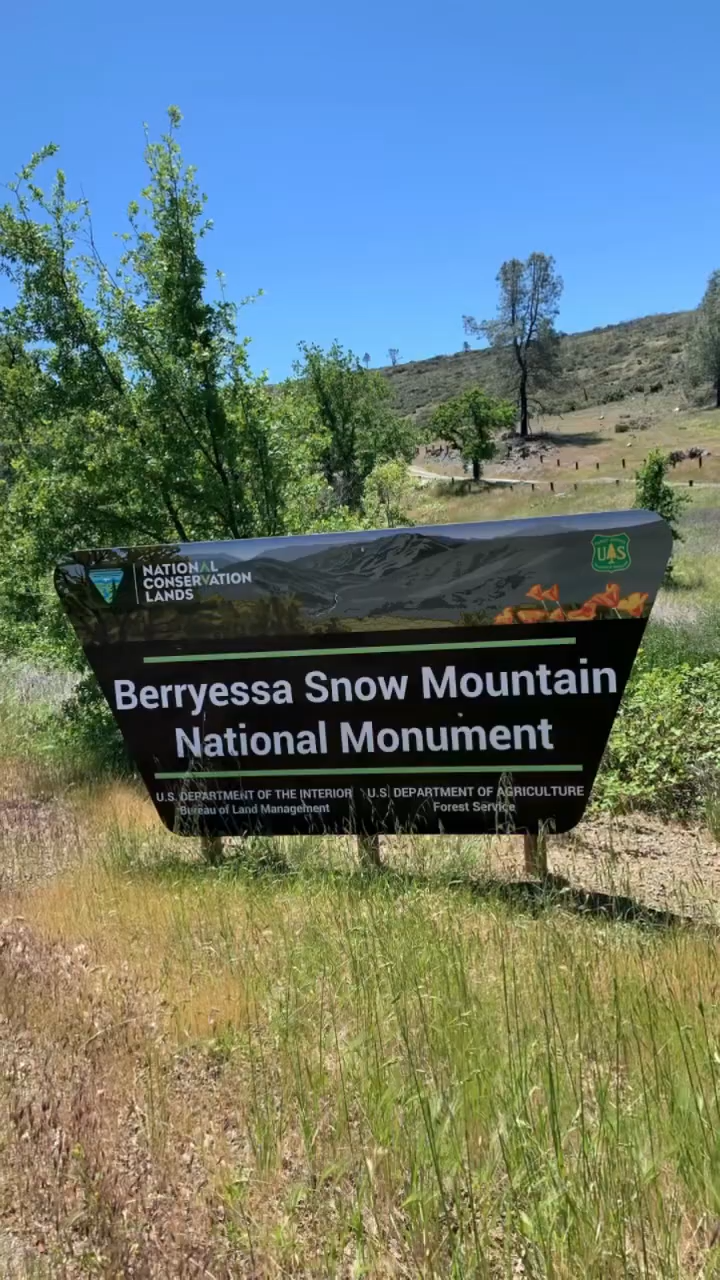 NATIONAL
CONSERVATION
LANDS
UAS
Berryessa Snow Mountain
National Monument
U.S. DEPARTMENT OF THE INTERIOR
Bureau of Land Management
U.S. DEPARTMENT OF AGRICULTURE
Forest Service